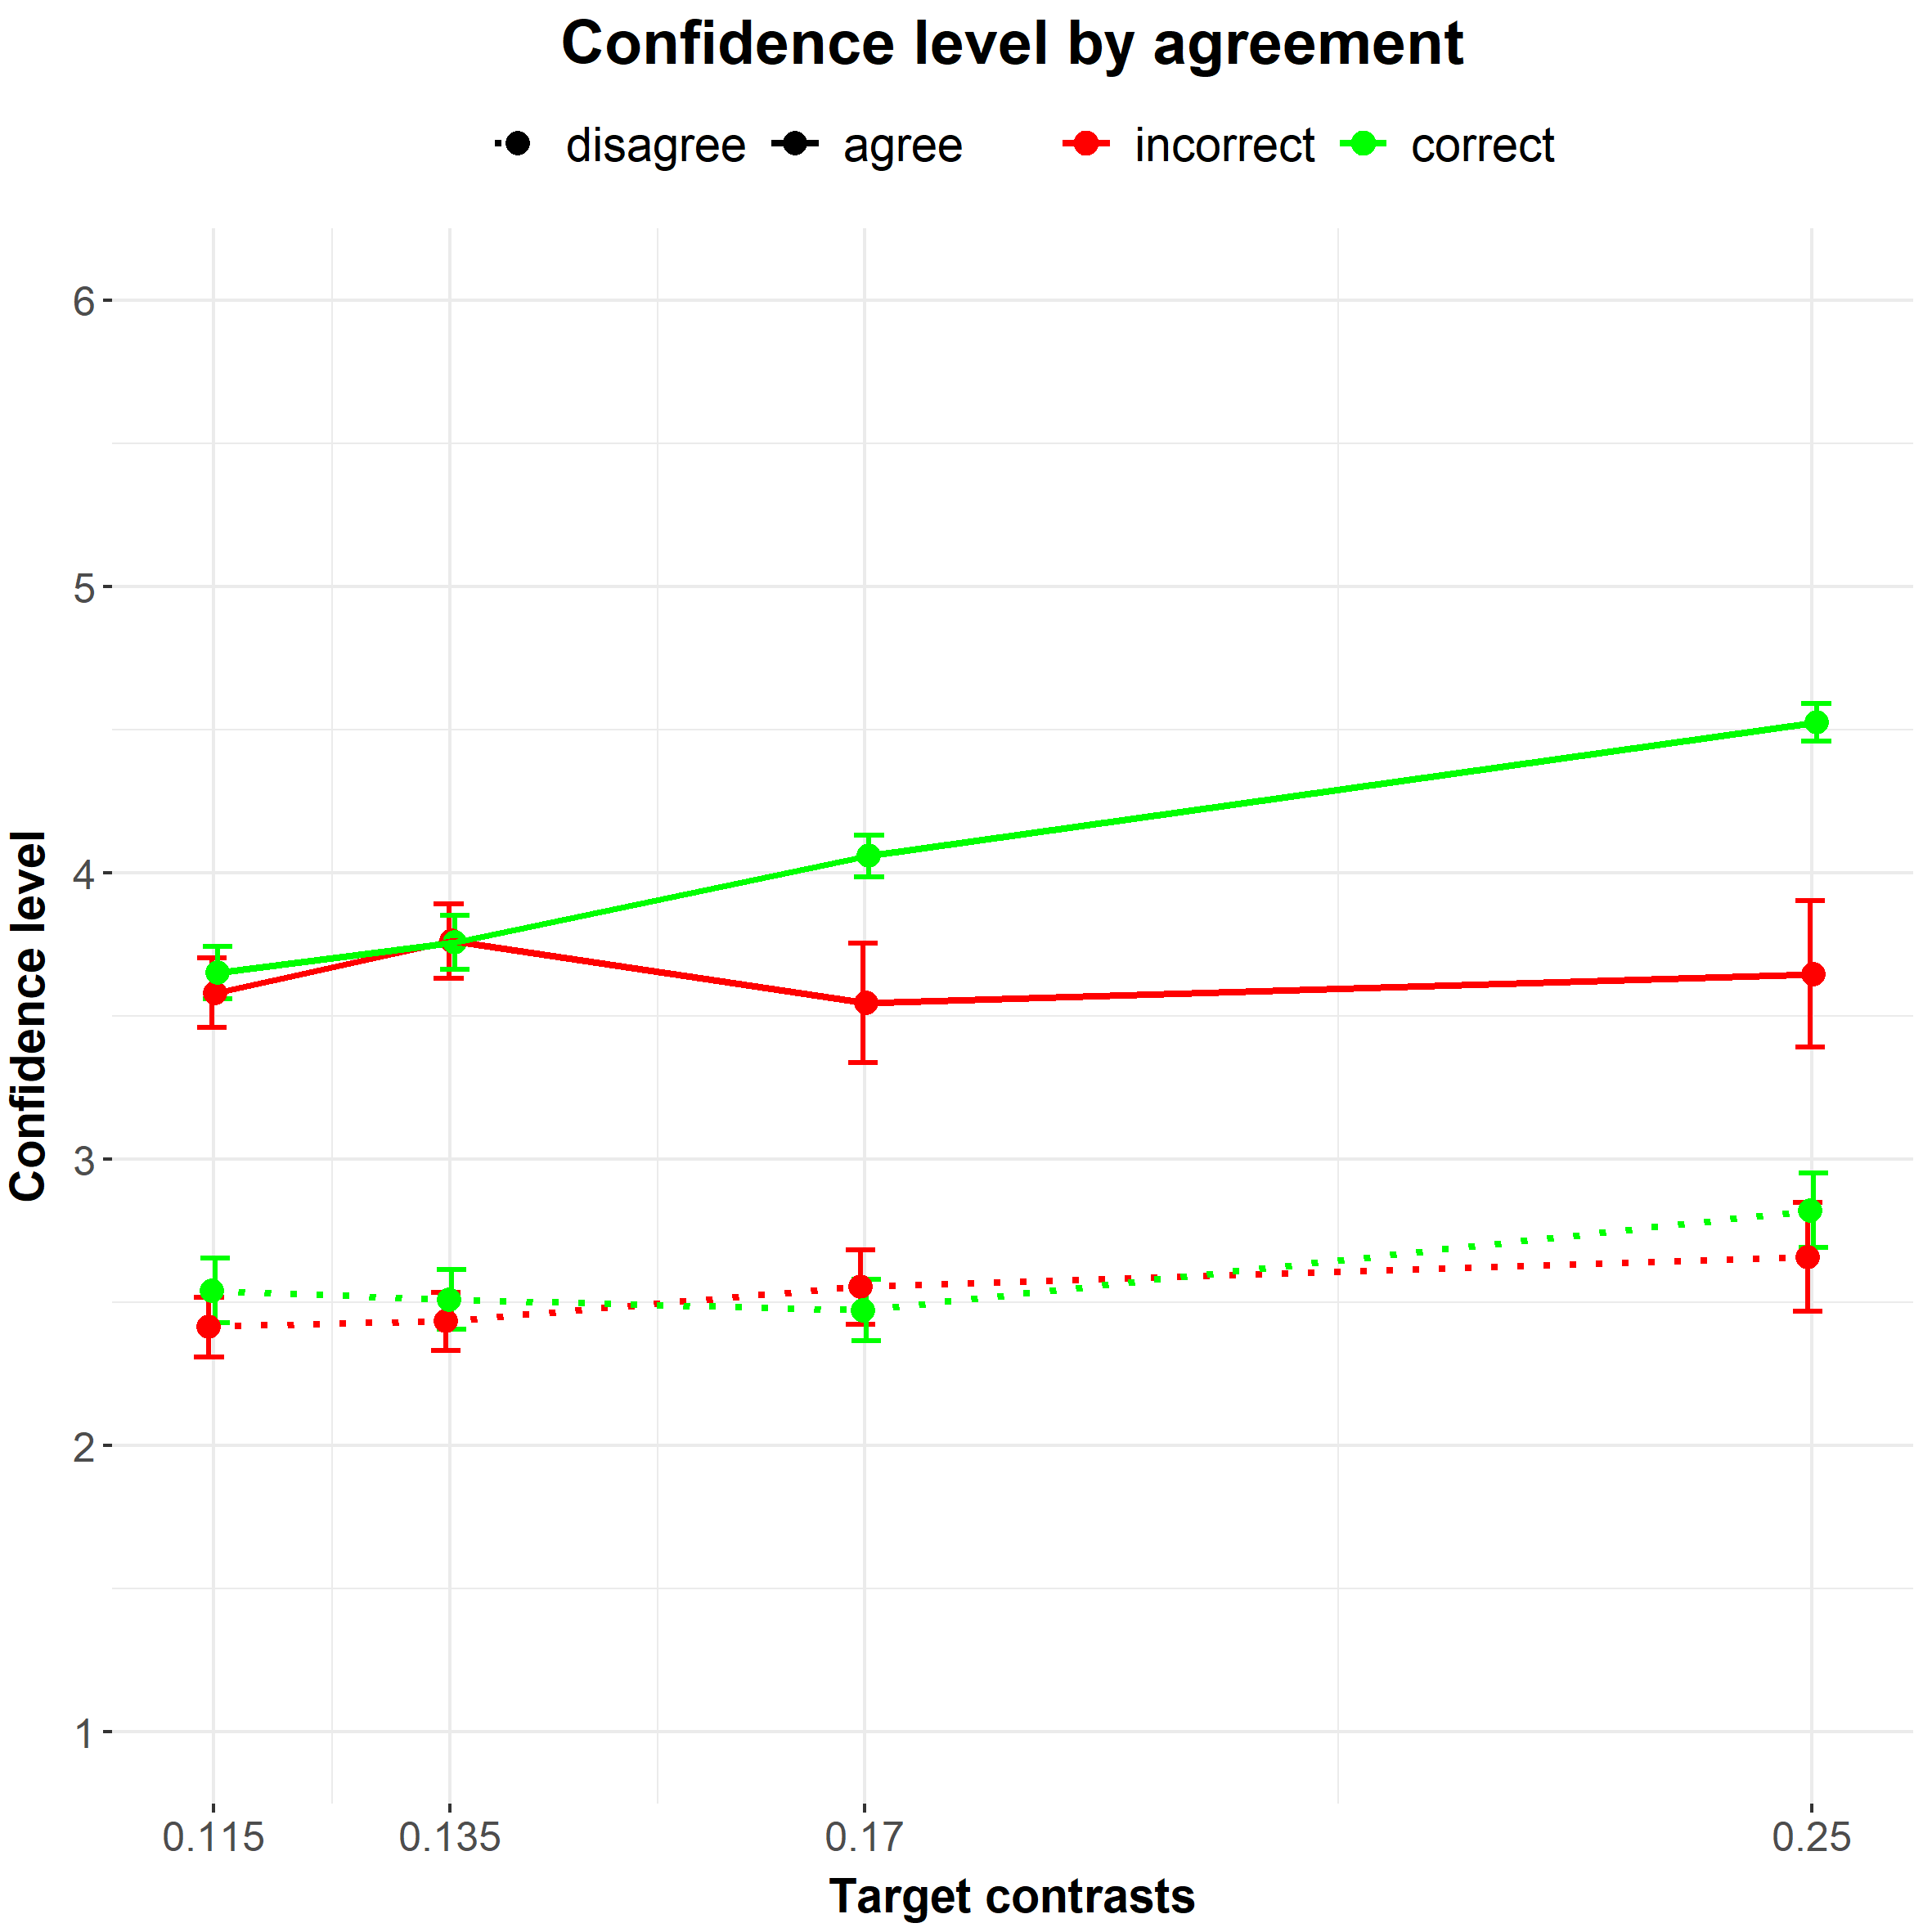 Confidence level by agreement
disagree agree incorrect correct
6
5
4
3
2
1
Confidence level
0.115 0.135 0.17 0.25
Target contrasts